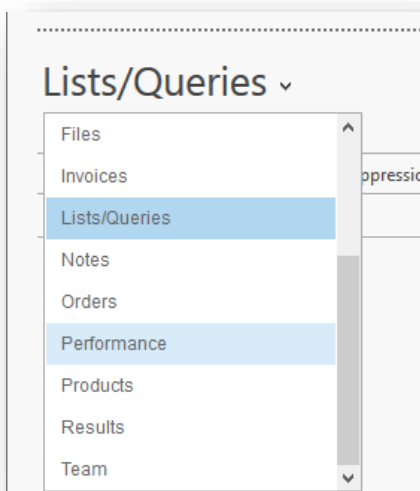 Lists/Queries
Files
Invoices
Lists/Queries
Notes
Orders
Performance
Products
Results
Team